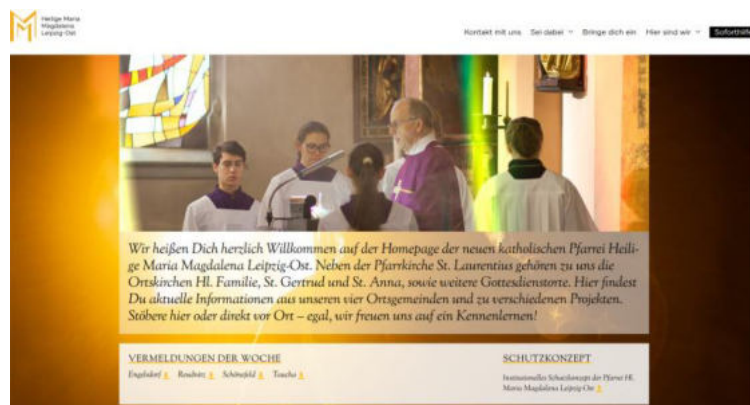 Heilige Maria
Magdalena
Leipzig-Ost
Kontakt mit uns Sei dabei Bringe dich ein Hier sind wir Soforthilfe
Wir heißen Dich herzlich Willkommen auf der Homepage der neuen katholischen Pfarrei Heili-
ge Maria Magdalena Leipzig-Ost. Neben der Pfarrkirche St. Laurentius gehören zu uns die
Ortskirchen Hl. Familie, St. Gertrud und St. Anna, sowie weitere Gottesdienstorte. Hier findest
Du aktuelle Informationen aus unseren vier Ortsgemeinden und zu verschiedenen Projekten.
Stöbere hier oder direkt vor Ort – egal, wir freuen uns auf ein Kennenlernen!
VERMELDUNGEN DER WOCHE
Engelsdorf Reudnitz Schönefeld Taucha
SCHUTZKONZEPT
Institutionelles Schutzkonzept der Pfarrei Hl.
Maria Magdalena Leipzig-Ost